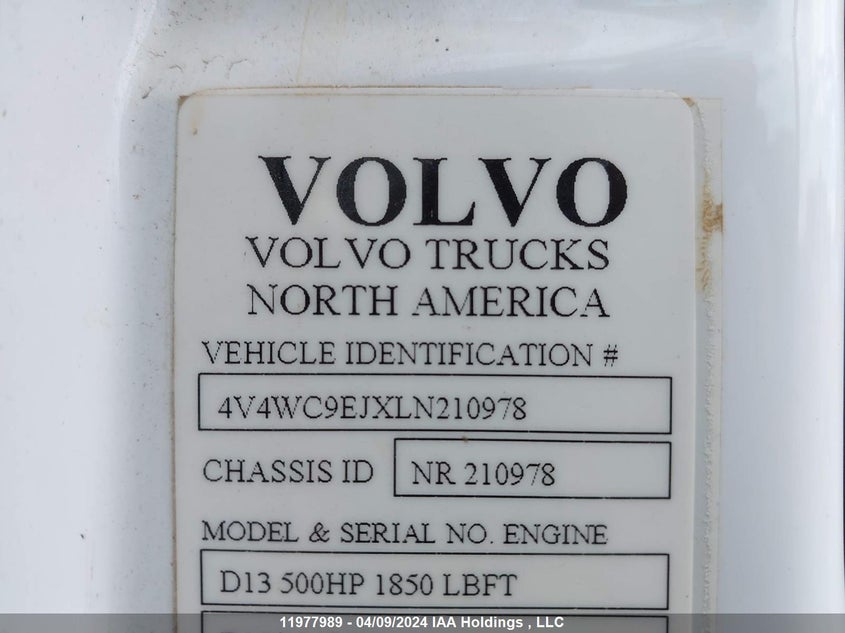 VOLVO
VOLVO TRUCKS
NORTH AMERICA
VEHICLE IDENTIFICATION #
4V4WC9EJXLN210978
CHASSIS ID NR 210978
MODEL & SERIAL NO. ENGINE
D13 500HP 1850 LBFT
11977989 - 04/09/2024 IAA Holdings , LLC